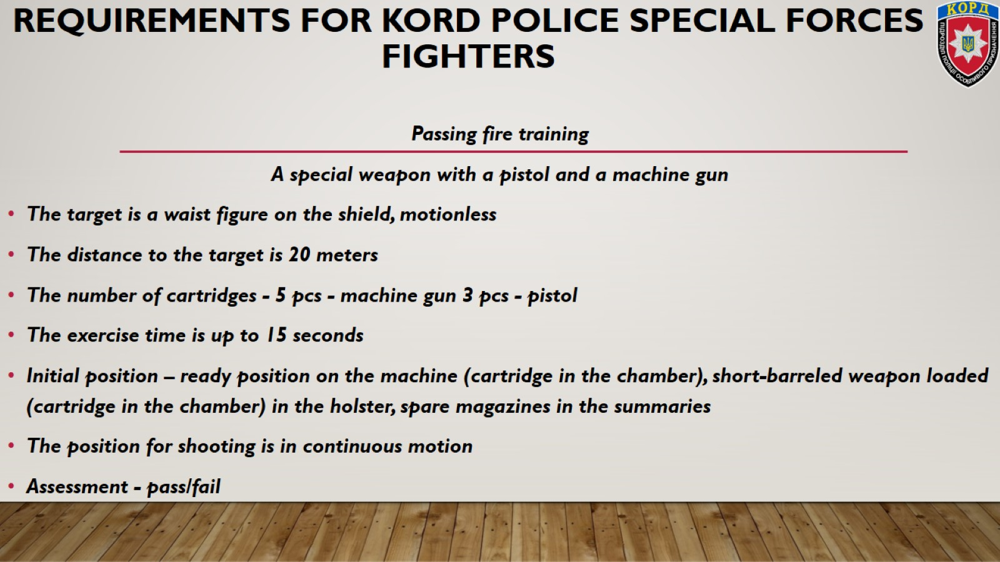 REQUIREMENTS FOR KORD POLICE SPECIAL FORCES
FIGHTERS
КОРД
ПІДРОЗДІЛ ПОЛІЦІЇ ОСОБЛИВОГО ПРИЗНАЧЕННЯ
Passing fire training
A special weapon with a pistol and a machine gun
• The target is a waist figure on the shield, motionless
• The distance to the target is 20 meters
• The number of cartridges - 5 pcs - machine gun 3 pcs - pistol
• The exercise time is up to 15 seconds
• Initial position – ready position on the machine (cartridge in the chamber), short-barreled weapon loaded
(cartridge in the chamber) in the holster, spare magazines in the summaries
• The position for shooting is in continuous motion
• Assessment - pass/fail